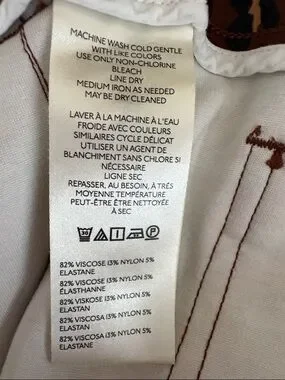 MACHINE WASH COLD GENTLE
WITH LIKE COLORS
USE ONLY NON-CHLORINE
BLEACH
LINE DRY
MEDIUM IRON AS NEEDED
MAY BE DRY CLEANED
LAVER À LA MACHINE À L'EAU
FROIDE AVEC COULEURS
SIMILAIRES CYCLE DÉLICAT
UTILISER UN AGENT DE
BLANCHIMENT SANS CHLORE SI
NÉCESSAIRE
LIGNE SEC
REPASSER, AU BESOIN, À TRÉS
MOYENNE TEMPÉRATURE
PEUT-ÊTRE ÊTRE NETTOYÉE
À SEC
30 P
82% VISCOSE 13% NYLON 5%
ELASTANE
82% VISCOSE 13% NYLON 5%
ÉLASTHANNE
82% VISKOSE 13% NYLON 5%
ELASTAN
82% VISCOSA 13% NYLON 5%
ELASTAN
82% VISCOSA 13% NYLON 5%
ELASTANE